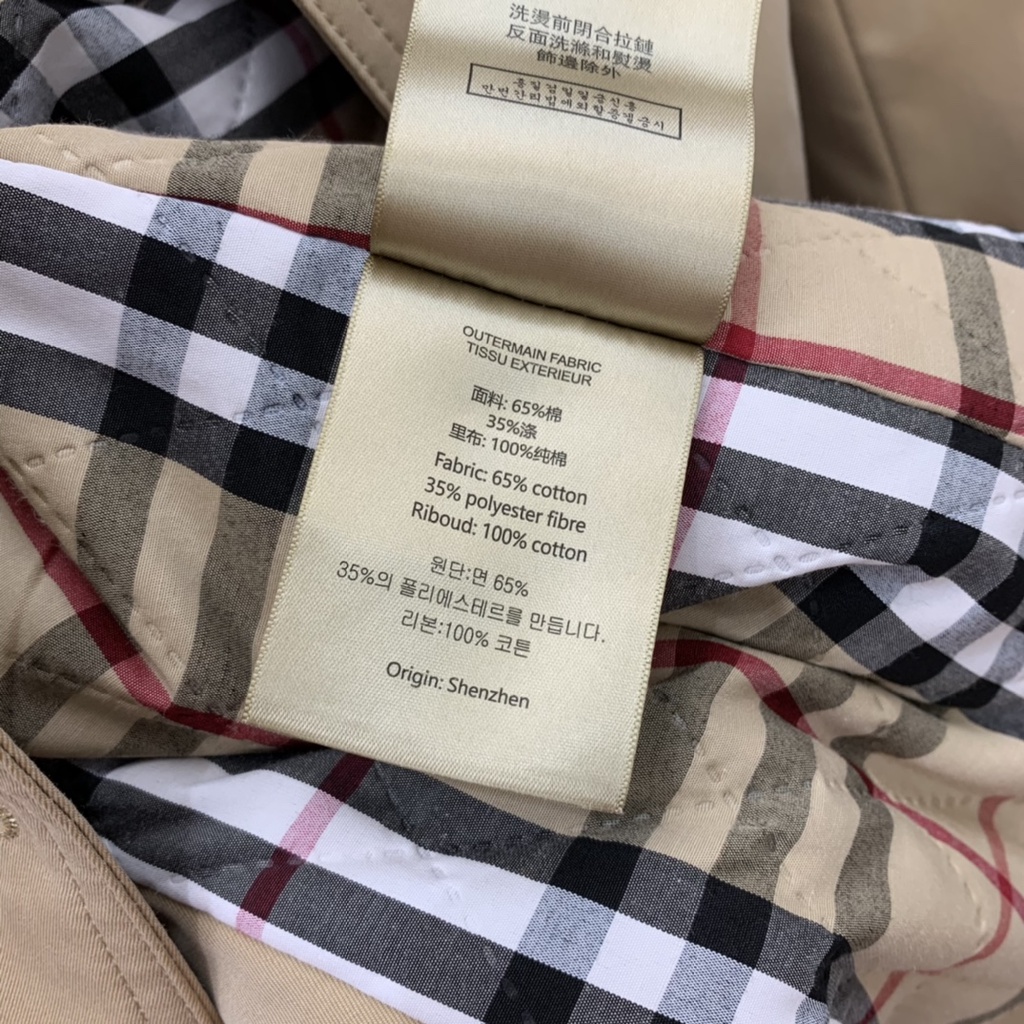 洗燙前閉合拉鏈
反面洗滌和熨燙
飾邊除外
OUTERMAIN FABRIC
TISSU EXTERIEUR
面料: 65%棉
35%涤
里布: 100%纯棉
Fabric: 65% cotton
35% polyester fibre
Riboud: 100% cotton
원단:면 65%
35%의 폴리에스테르를 만듭니다.
리본:100% 코튼
Origin: Shenzhen